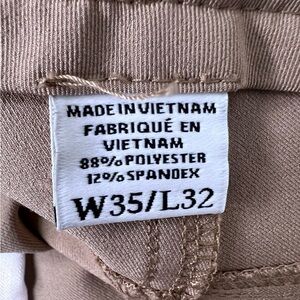 MADE IN VIETNAM
FABRIQUÉ EN
VIETNAM
88% POLYESTER
12% SPANDEX
W35/L32